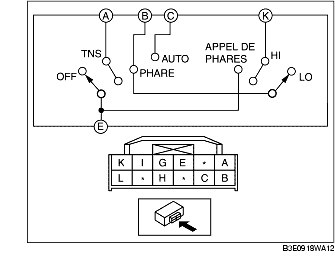 A B C K
TNS
AUTO
APPEL DE
PHARES
HI
OFF
PHARE
LO
E
K I G E * A
L * H * C B
B3E0918WA12